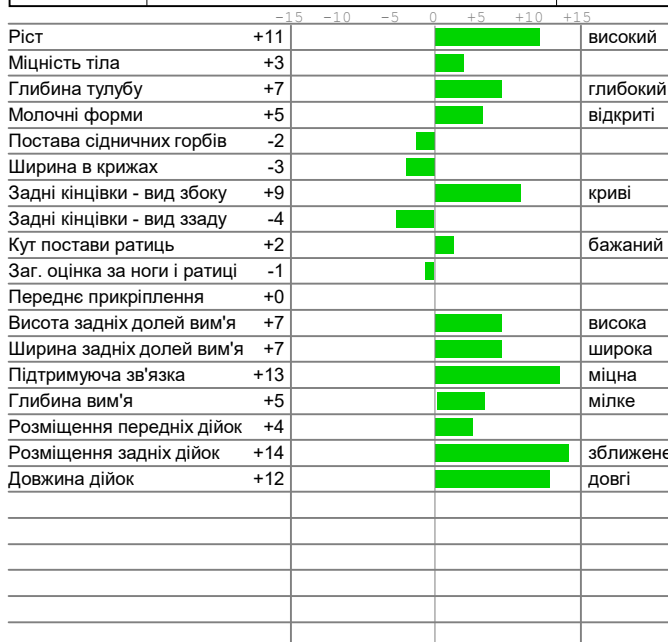 -15 -10 -5 0 +5 +10 +15
Ріст +11 високий
Міцність тіла +3
Глибина тулубу +7 глибокий
Молочні форми +5 відкриті
Постава сідничних горбів -2
Ширина в крижах -3
Задні кінцівки - вид збоку +9 криві
Задні кінцівки - вид ззаду -4
Кут постави ратиць +2 бажаний
Заг. оцінка за ноги і ратиці -1
Переднє прикріплення +0
Висота задніх долей вим'я +7 висока
Ширина задніх долей вим'я +7 широка
Підтримуюча зв'язка +13 міцна
Глибина вим'я +5 мілке
Розміщення передніх дійок +4
Розміщення задніх дійок +14 зближене
Довжина дійок +12 довгі